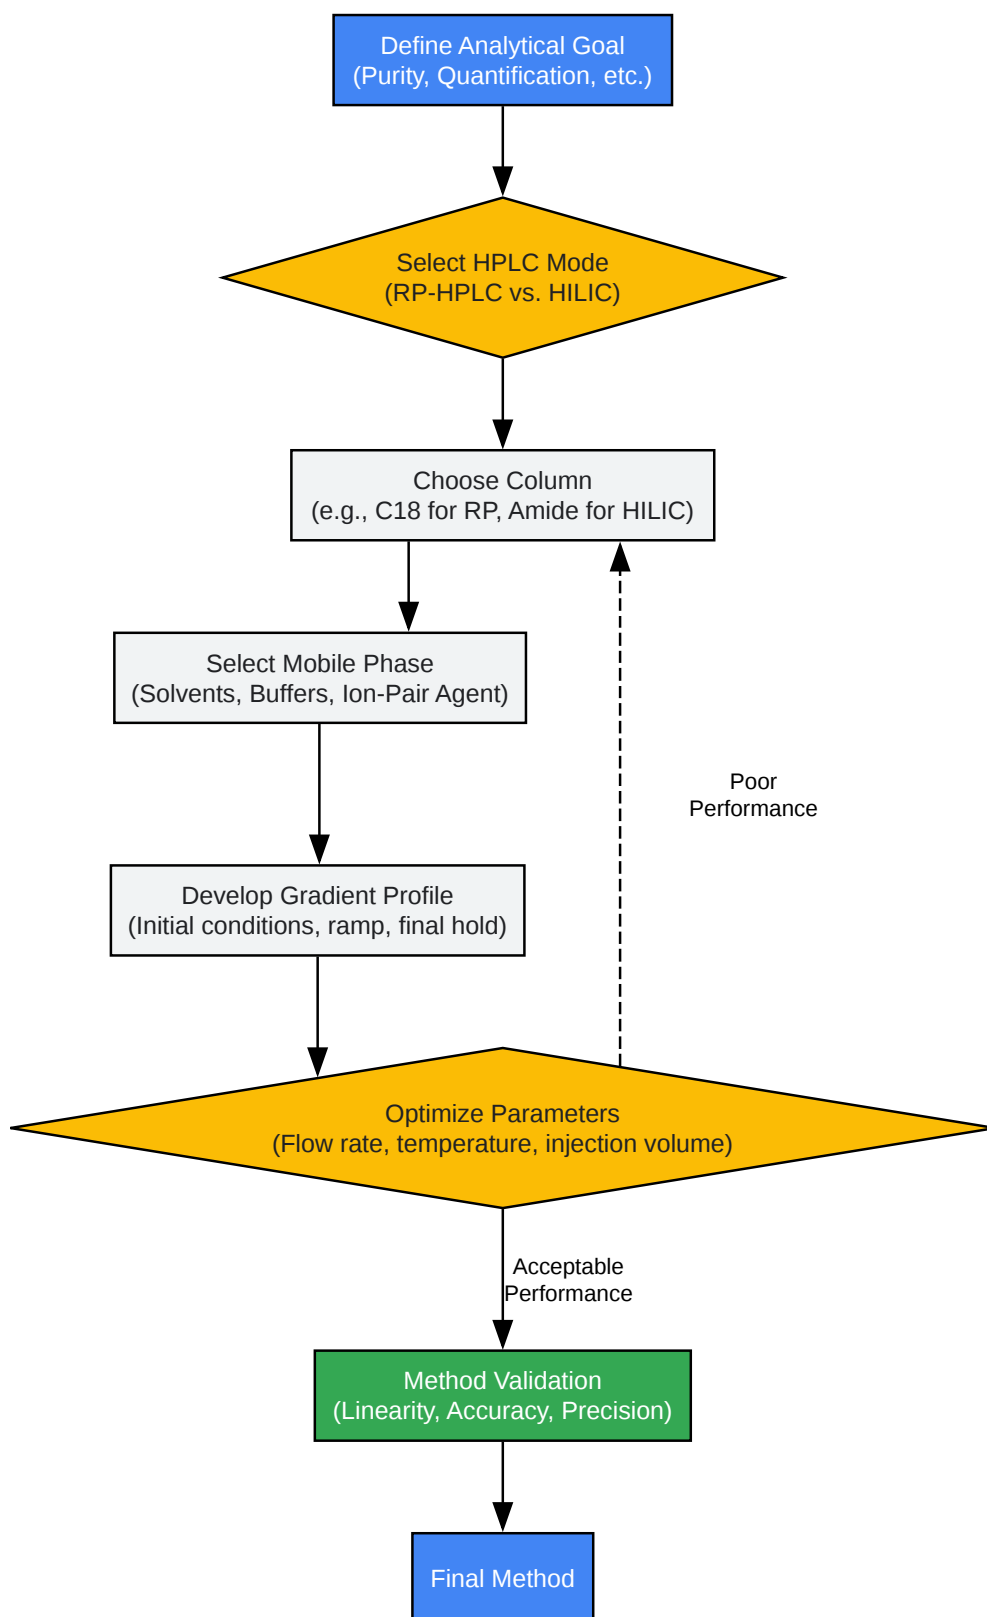 Define Analytical Goal
(Purity, Quantification, etc.)
Select HPLC Mode
(RP-HPLC vs. HILIC)
Choose Column
(e.g., C18 for RP, Amide for HILIC)
Select Mobile Phase
(Solvents, Buffers, Ion-Pair Agent)
Poor
Performance
Develop Gradient Profile
(Initial conditions, ramp, final hold)
Optimize Parameters
(Flow rate, temperature, injection volume)
Acceptable
Performance
Method Validation
(Linearity, Accuracy, Precision)
Final Method